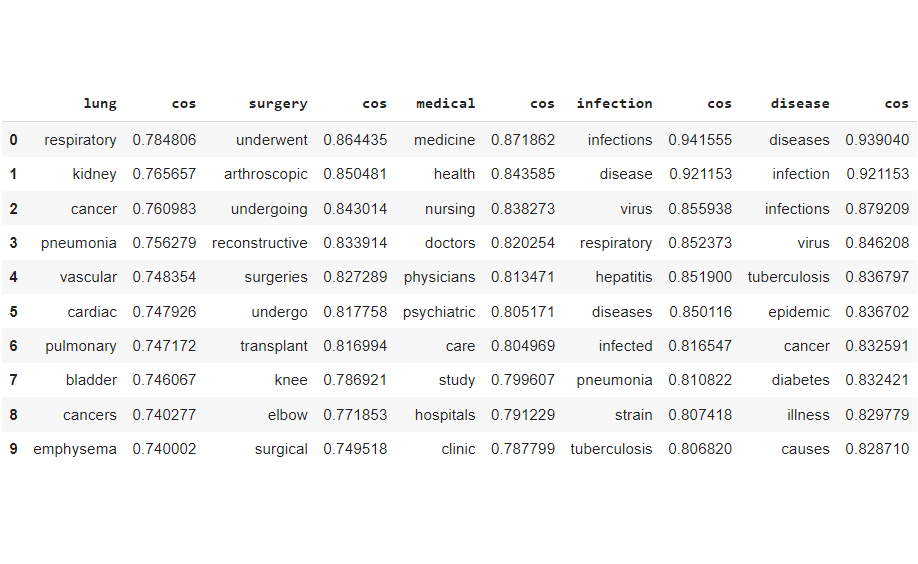 lung cos surgery cos medical cos infection cos disease cos
0 respiratory 0.784806 underwent 0.864435 medicine 0.871862 infections 0.941555 diseases 0.939040
1 kidney 0.765657 arthroscopic 0.850481 health 0.843585 disease 0.921153 infection 0.921153
2 cancer 0.760983 undergoing 0.843014 nursing 0.838273 virus 0.855938 infections 0.879209
3 pneumonia 0.756279 reconstructive 0.833914 doctors 0.820254 respiratory 0.852373 virus 0.846208
4 vascular 0.748354 surgeries 0.827289 physicians 0.813471 hepatitis 0.851900 tuberculosis 0.836797
5 cardiac 0.747926 undergo 0.817758 psychiatric 0.805171 diseases 0.850116 epidemic 0.836702
6 pulmonary 0.747172 transplant 0.816994 care 0.804969 infected 0.816547 cancer 0.832591
7 bladder 0.746067 knee 0.786921 study 0.799607 pneumonia 0.810822 diabetes 0.832421
8 cancers 0.740277 elbow 0.771853 hospitals 0.791229 strain 0.807418 illness 0.829779
9 emphysema 0.740002 surgical 0.749518 clinic 0.787799 tuberculosis 0.806820 causes 0.828710